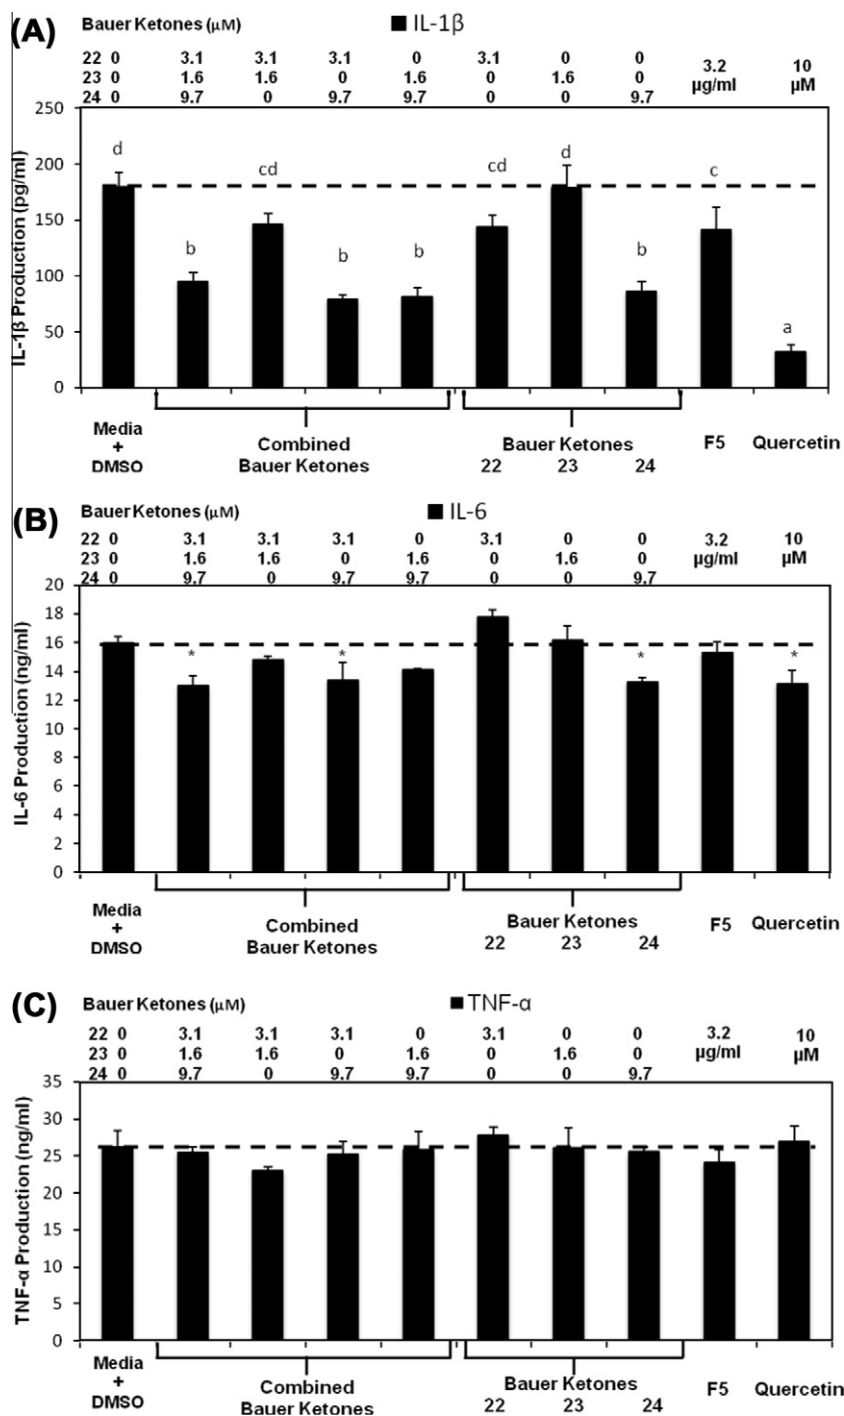 (A)
Bauer Ketones (µM)
IL-1β
22 0 3.1 3.1 3.1 0 3.1 0 0 3.2 10
23 0 1.6 1.6 0 1.6 0 1.6 0 µg/ml µM
24 0 9.7 0 9.7 9.7 0 0 9.7
IL-1β Production (pg/ml)
250
200
150
100
50
0
d b cd b b cd d b c a
Media + DMSO
Combined Bauer Ketones
Bauer Ketones
22 23 24
F5
Quercetin
(B)
Bauer Ketones (µM)
IL-6
22 0 3.1 3.1 3.1 0 3.1 0 0 3.2 10
23 0 1.6 1.6 0 1.6 0 1.6 0 µg/ml µM
24 0 9.7 0 9.7 9.7 0 0 9.7
IL-6 Production (ng/ml)
20
18
16
14
12
10
8
6
4
2
0
* * * *
Media + DMSO
Combined Bauer Ketones
Bauer Ketones
22 23 24
F5
Quercetin
(C)
Bauer Ketones (µM)
TNF-α
22 0 3.1 3.1 3.1 0 3.1 0 0 3.2 10
23 0 1.6 1.6 0 1.6 0 1.6 0 µg/ml µM
24 0 9.7 0 9.7 9.7 0 0 9.7
TNF-α Production (ng/ml)
35
30
25
20
15
10
5
0
Media + DMSO
Combined Bauer Ketones
Bauer Ketones
22 23 24
F5
Quercetin